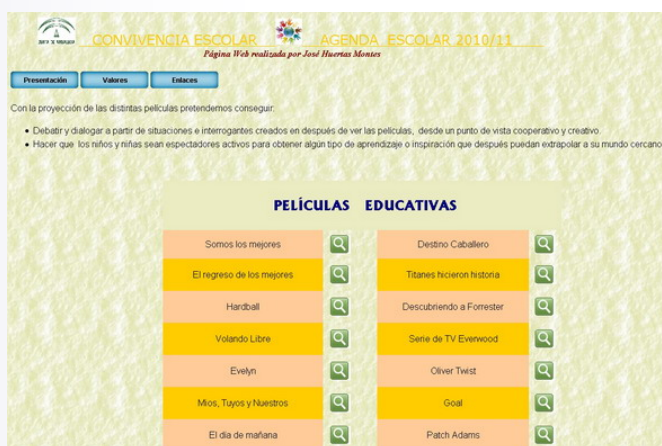 JUNTA DE ANDALUCIA
CONVIVENCIA ESCOLAR AGENDA ESCOLAR 2010/11
Página Web realizada por José Huertas Montes
Presentación Valores Enlaces
Con la proyección de las distintas películas pretendemos conseguir:
• Debatir y dialogar a partir de situaciones e interrogantes creados en después de ver las películas, desde un punto de vista cooperativo y creativo.
• Hacer que los niños y niñas sean espectadores activos para obtener algún tipo de aprendizaje o inspiración que después puedan extrapolar a su mundo cercano
PELÍCULAS EDUCATIVAS
Somos los mejores Destino Caballero
El regreso de los mejores Titanes hicieron historia
Hardball Descubriendo a Forrester
Volando Libre Serie de TV Everwood
Evelyn Oliver Twist
Mios, Tuyos y Nuestros Goal
El día de mañana Patch Adams